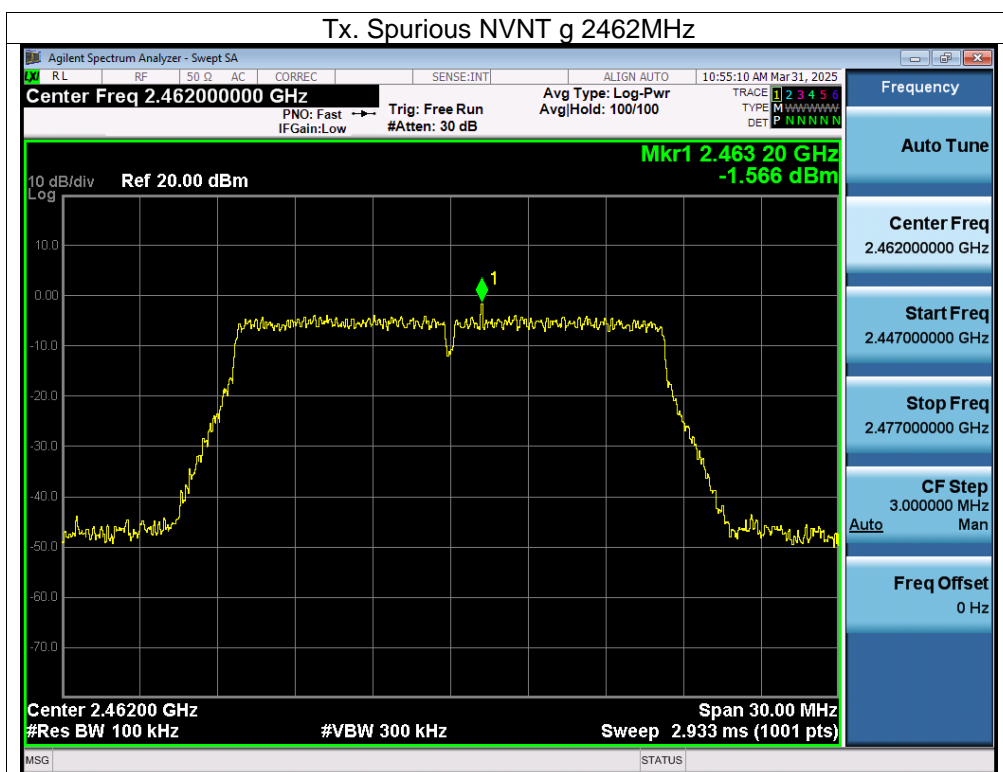 Tx. Spurious NVNT g 2462MHz
Agilent Spectrum Analyzer - Swept SA
LXI RL RF 50 Ω AC CORREC SENSE:INT ALIGN AUTO 10:55:10 AM Mar 31, 2025
Center Freq 2.462000000 GHz
PNO: Fast
IFGain:Low
Trig: Free Run
#Atten: 30 dB
Avg Type: Log-Pwr
Avg|Hold: 100/100
TRACE 1 2 3 4 5 6
TYPE M WWWWW
DET P N N N N N
Mkr1 2.463 20 GHz
-1.566 dBm
10 dB/div Ref 20.00 dBm
Log
10.0
0.00
-10.0
-20.0
-30.0
-40.0
-50.0
-60.0
-70.0
1
Center 2.46200 GHz Span 30.00 MHz
#Res BW 100 kHz #VBW 300 kHz Sweep 2.933 ms (1001 pts)
MSG STATUS
Frequency
Auto Tune
Center Freq
2.462000000 GHz
Start Freq
2.447000000 GHz
Stop Freq
2.477000000 GHz
CF Step
3.000000 MHz
Auto Man
Freq Offset
0 Hz